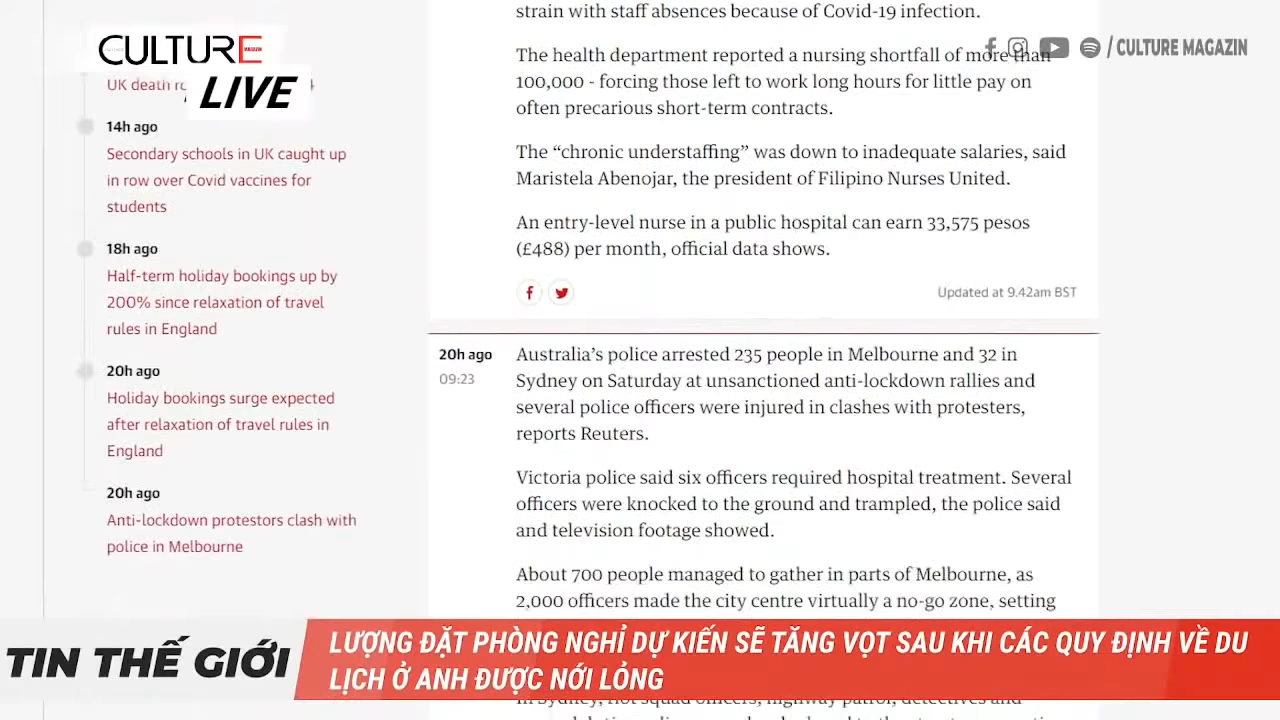 CULTURE
LIVE
/ CULTURE MAGAZIN
UK death
14h ago
Secondary schools in UK caught up
in row over Covid vaccines for
students
18h ago
Half-term holiday bookings up by
200% since relaxation of travel
rules in England
20h ago
Holiday bookings surge expected
after relaxation of travel rules in
England
20h ago
Anti-lockdown protestors clash with
police in Melbourne
strain with staff absences because of Covid-19 infection.
The health department reported a nursing shortfall of more than
100,000 - forcing those left to work long hours for little pay on
often precarious short-term contracts.
The “chronic understaffing” was down to inadequate salaries, said
Maristela Abenojar, the president of Filipino Nurses United.
An entry-level nurse in a public hospital can earn 33,575 pesos
(£488) per month, official data shows.
Updated at 9.42am BST
20h ago
09:23
Australia’s police arrested 235 people in Melbourne and 32 in
Sydney on Saturday at unsanctioned anti-lockdown rallies and
several police officers were injured in clashes with protesters,
reports Reuters.
Victoria police said six officers required hospital treatment. Several
officers were knocked to the ground and trampled, the police said
and television footage showed.
About 700 people managed to gather in parts of Melbourne, as
2,000 officers made the city centre virtually a no-go zone, setting
TIN THẾ GIỚI
LƯỢNG ĐẶT PHÒNG NGHỈ DỰ KIẾN SẼ TĂNG VỌT SAU KHI CÁC QUY ĐỊNH VỀ DU
LỊCH Ở ANH ĐƯỢC NỚI LỎNG